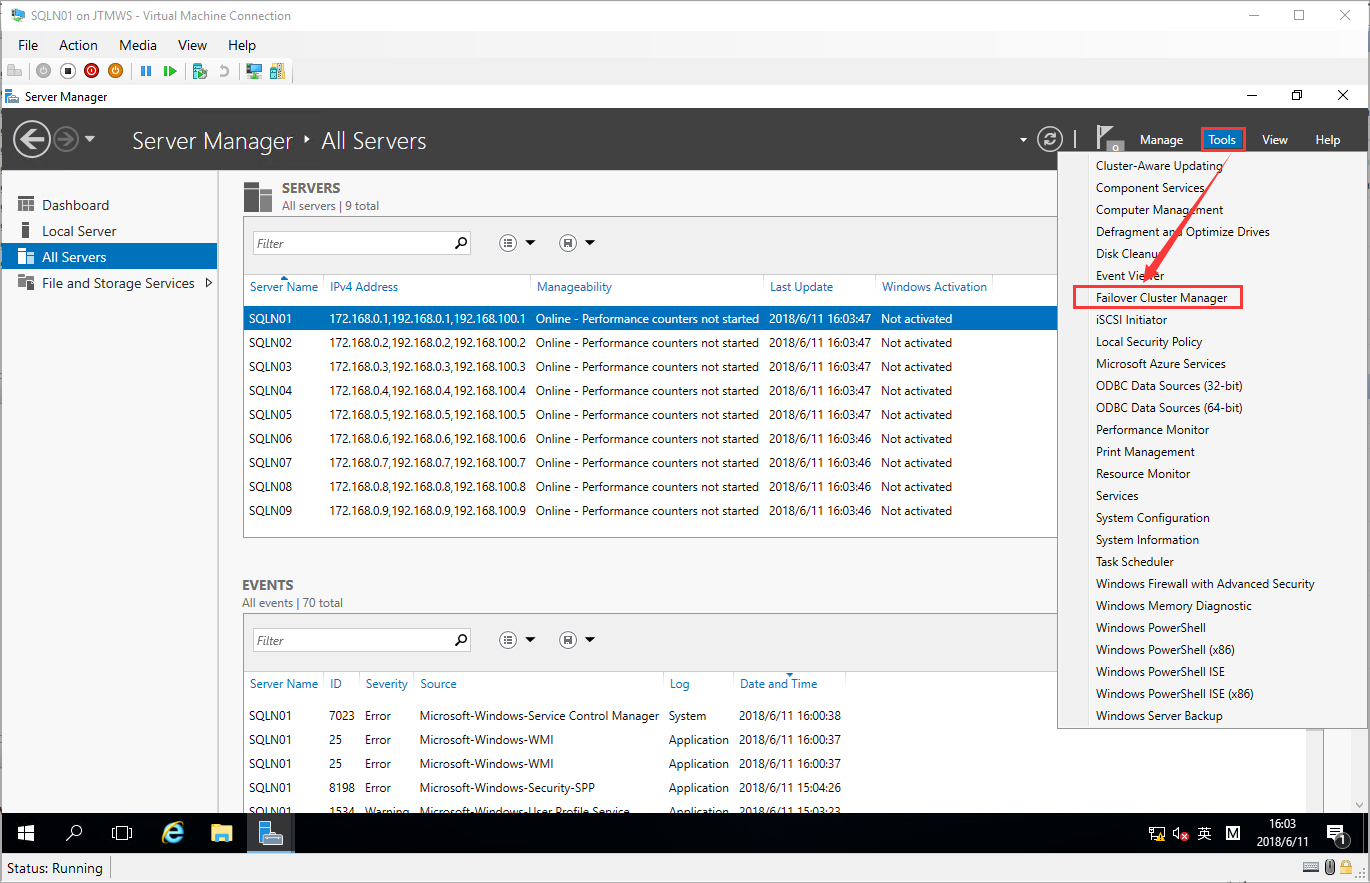 SQLN01 on JTMWS - Virtual Machine Connection
File Action Media View Help
Server Manager
Server Manager ‣ All Servers
9
Manage Tools View Help
Dashboard
Local Server
All Servers
File and Storage Services
SERVERS
All servers | 9 total
Filter
Server Name IPv4 Address Manageability Last Update Windows Activation
SQLN01 172.168.0.1,192.168.0.1,192.168.100.1 Online - Performance counters not started 2018/6/11 16:03:47 Not activated
SQLN02 172.168.0.2,192.168.0.2,192.168.100.2 Online - Performance counters not started 2018/6/11 16:03:47 Not activated
SQLN03 172.168.0.3,192.168.0.3,192.168.100.3 Online - Performance counters not started 2018/6/11 16:03:47 Not activated
SQLN04 172.168.0.4,192.168.0.4,192.168.100.4 Online - Performance counters not started 2018/6/11 16:03:47 Not activated
SQLN05 172.168.0.5,192.168.0.5,192.168.100.5 Online - Performance counters not started 2018/6/11 16:03:47 Not activated
SQLN06 172.168.0.6,192.168.0.6,192.168.100.6 Online - Performance counters not started 2018/6/11 16:03:46 Not activated
SQLN07 172.168.0.7,192.168.0.7,192.168.100.7 Online - Performance counters not started 2018/6/11 16:03:46 Not activated
SQLN08 172.168.0.8,192.168.0.8,192.168.100.8 Online - Performance counters not started 2018/6/11 16:03:46 Not activated
SQLN09 172.168.0.9,192.168.0.9,192.168.100.9 Online - Performance counters not started 2018/6/11 16:03:46 Not activated
EVENTS
All events | 70 total
Filter
Server Name ID Severity Source Log Date and Time
SQLN01 7023 Error Microsoft-Windows-Service Control Manager System 2018/6/11 16:00:38
SQLN01 25 Error Microsoft-Windows-WMI Application 2018/6/11 16:00:37
SQLN01 25 Error Microsoft-Windows-WMI Application 2018/6/11 16:00:37
SQLN01 8198 Error Microsoft-Windows-Security-SPP Application 2018/6/11 15:04:26
SQLN01 1534 Warning Microsoft-Windows-User Profile Service Application 2018/6/11 15:03:23
Cluster-Aware Updating
Component Services
Computer Management
Defragment and Optimize Drives
Disk Cleanu
Event Viewer
Failover Cluster Manager
iSCSI Initiator
Local Security Policy
Microsoft Azure Services
ODBC Data Sources (32-bit)
ODBC Data Sources (64-bit)
Performance Monitor
Print Management
Resource Monitor
Services
System Configuration
System Information
Task Scheduler
Windows Firewall with Advanced Security
Windows Memory Diagnostic
Windows PowerShell
Windows PowerShell (x86)
Windows PowerShell ISE
Windows PowerShell ISE (x86)
Windows Server Backup
英 M
16:03
2018/6/11
1
Status: Running